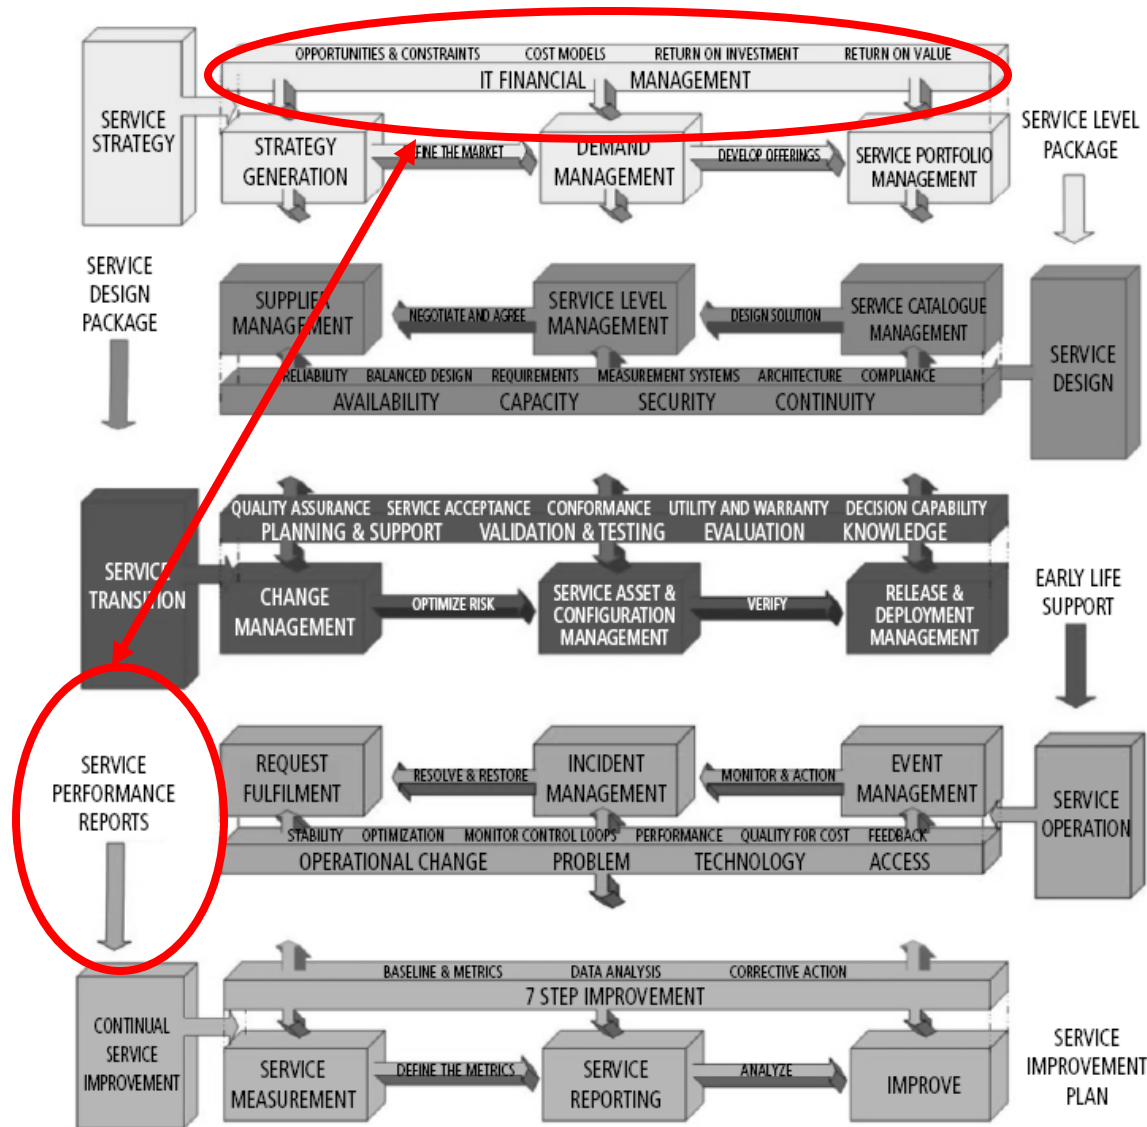 OPPORTUNITIES & CONSTRAINTS COST MODELS RETURN ON INVESTMENT RETURN ON VALUE
IT FINANCIAL MANAGEMENT
SERVICE
STRATEGY
STRATEGY
GENERATION
FINE THE MARKET
DEMAND
MANAGEMENT
DEVELOP OFFERINGS
SERVICE PORTFOLIO
MANAGEMENT
SERVICE LEVEL
PACKAGE
SERVICE
DESIGN
PACKAGE
SUPPLIER
MANAGEMENT
NEGOTIATE AND AGREE
SERVICE LEVEL
MANAGEMENT
DESIGN SOLUTION
SERVICE CATALOGUE
MANAGEMENT
SERVICE
DESIGN
RELIABILITY BALANCED DESIGN REQUIREMENTS MEASUREMENT SYSTEMS ARCHITECTURE COMPLIANCE
AVAILABILITY CAPACITY SECURITY CONTINUITY
QUALITY ASSURANCE SERVICE ACCEPTANCE CONFORMANCE UTILITY AND WARRANTY DECISION CAPABILITY
PLANNING & SUPPORT VALIDATION & TESTING EVALUATION KNOWLEDGE
SERVICE
TRANSITION
CHANGE
MANAGEMENT
OPTIMIZE RISK
SERVICE ASSET &
CONFIGURATION
MANAGEMENT
VERIFY
RELEASE &
DEPLOYMENT
MANAGEMENT
EARLY LIFE
SUPPORT
SERVICE
PERFORMANCE
REPORTS
REQUEST
FULFILMENT
RESOLVE & RESTORE
INCIDENT
MANAGEMENT
MONITOR & ACTION
EVENT
MANAGEMENT
SERVICE
OPERATION
STABILITY OPTIMIZATION MONITOR CONTROL LOOPS PERFORMANCE QUALITY FOR COST FEEDBACK
OPERATIONAL CHANGE PROBLEM TECHNOLOGY ACCESS
BASELINE & METRICS DATA ANALYSIS CORRECTIVE ACTION
7 STEP IMPROVEMENT
CONTINUAL
SERVICE
IMPROVEMENT
SERVICE
MEASUREMENT
DEFINE THE METRICS
SERVICE
REPORTING
ANALYZE
IMPROVE
SERVICE
IMPROVEMENT
PLAN